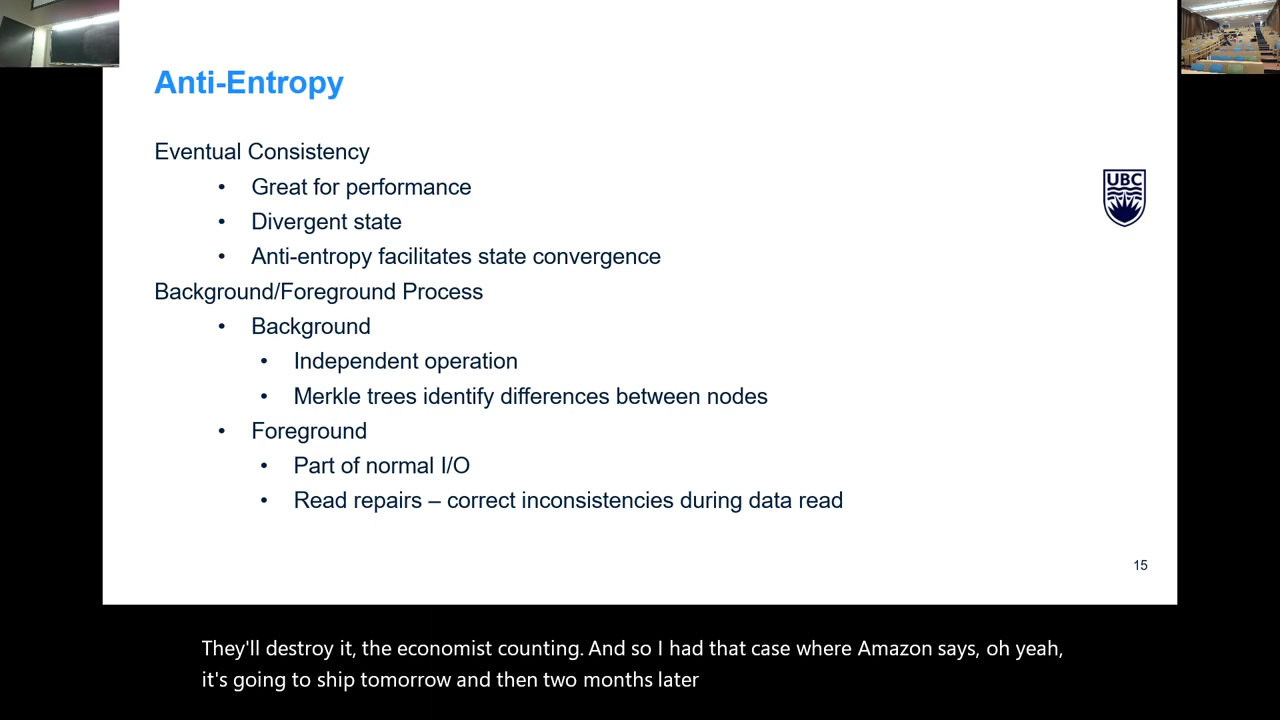 Anti-Entropy
Eventual Consistency
• Great for performance
• Divergent state
• Anti-entropy facilitates state convergence
Background/Foreground Process
• Background
• Independent operation
• Merkle trees identify differences between nodes
• Foreground
• Part of normal I/O
• Read repairs – correct inconsistencies during data read
UBC
15
They'll destroy it, the economist counting. And so I had that case where Amazon says, oh yeah,
it's going to ship tomorrow and then two months later